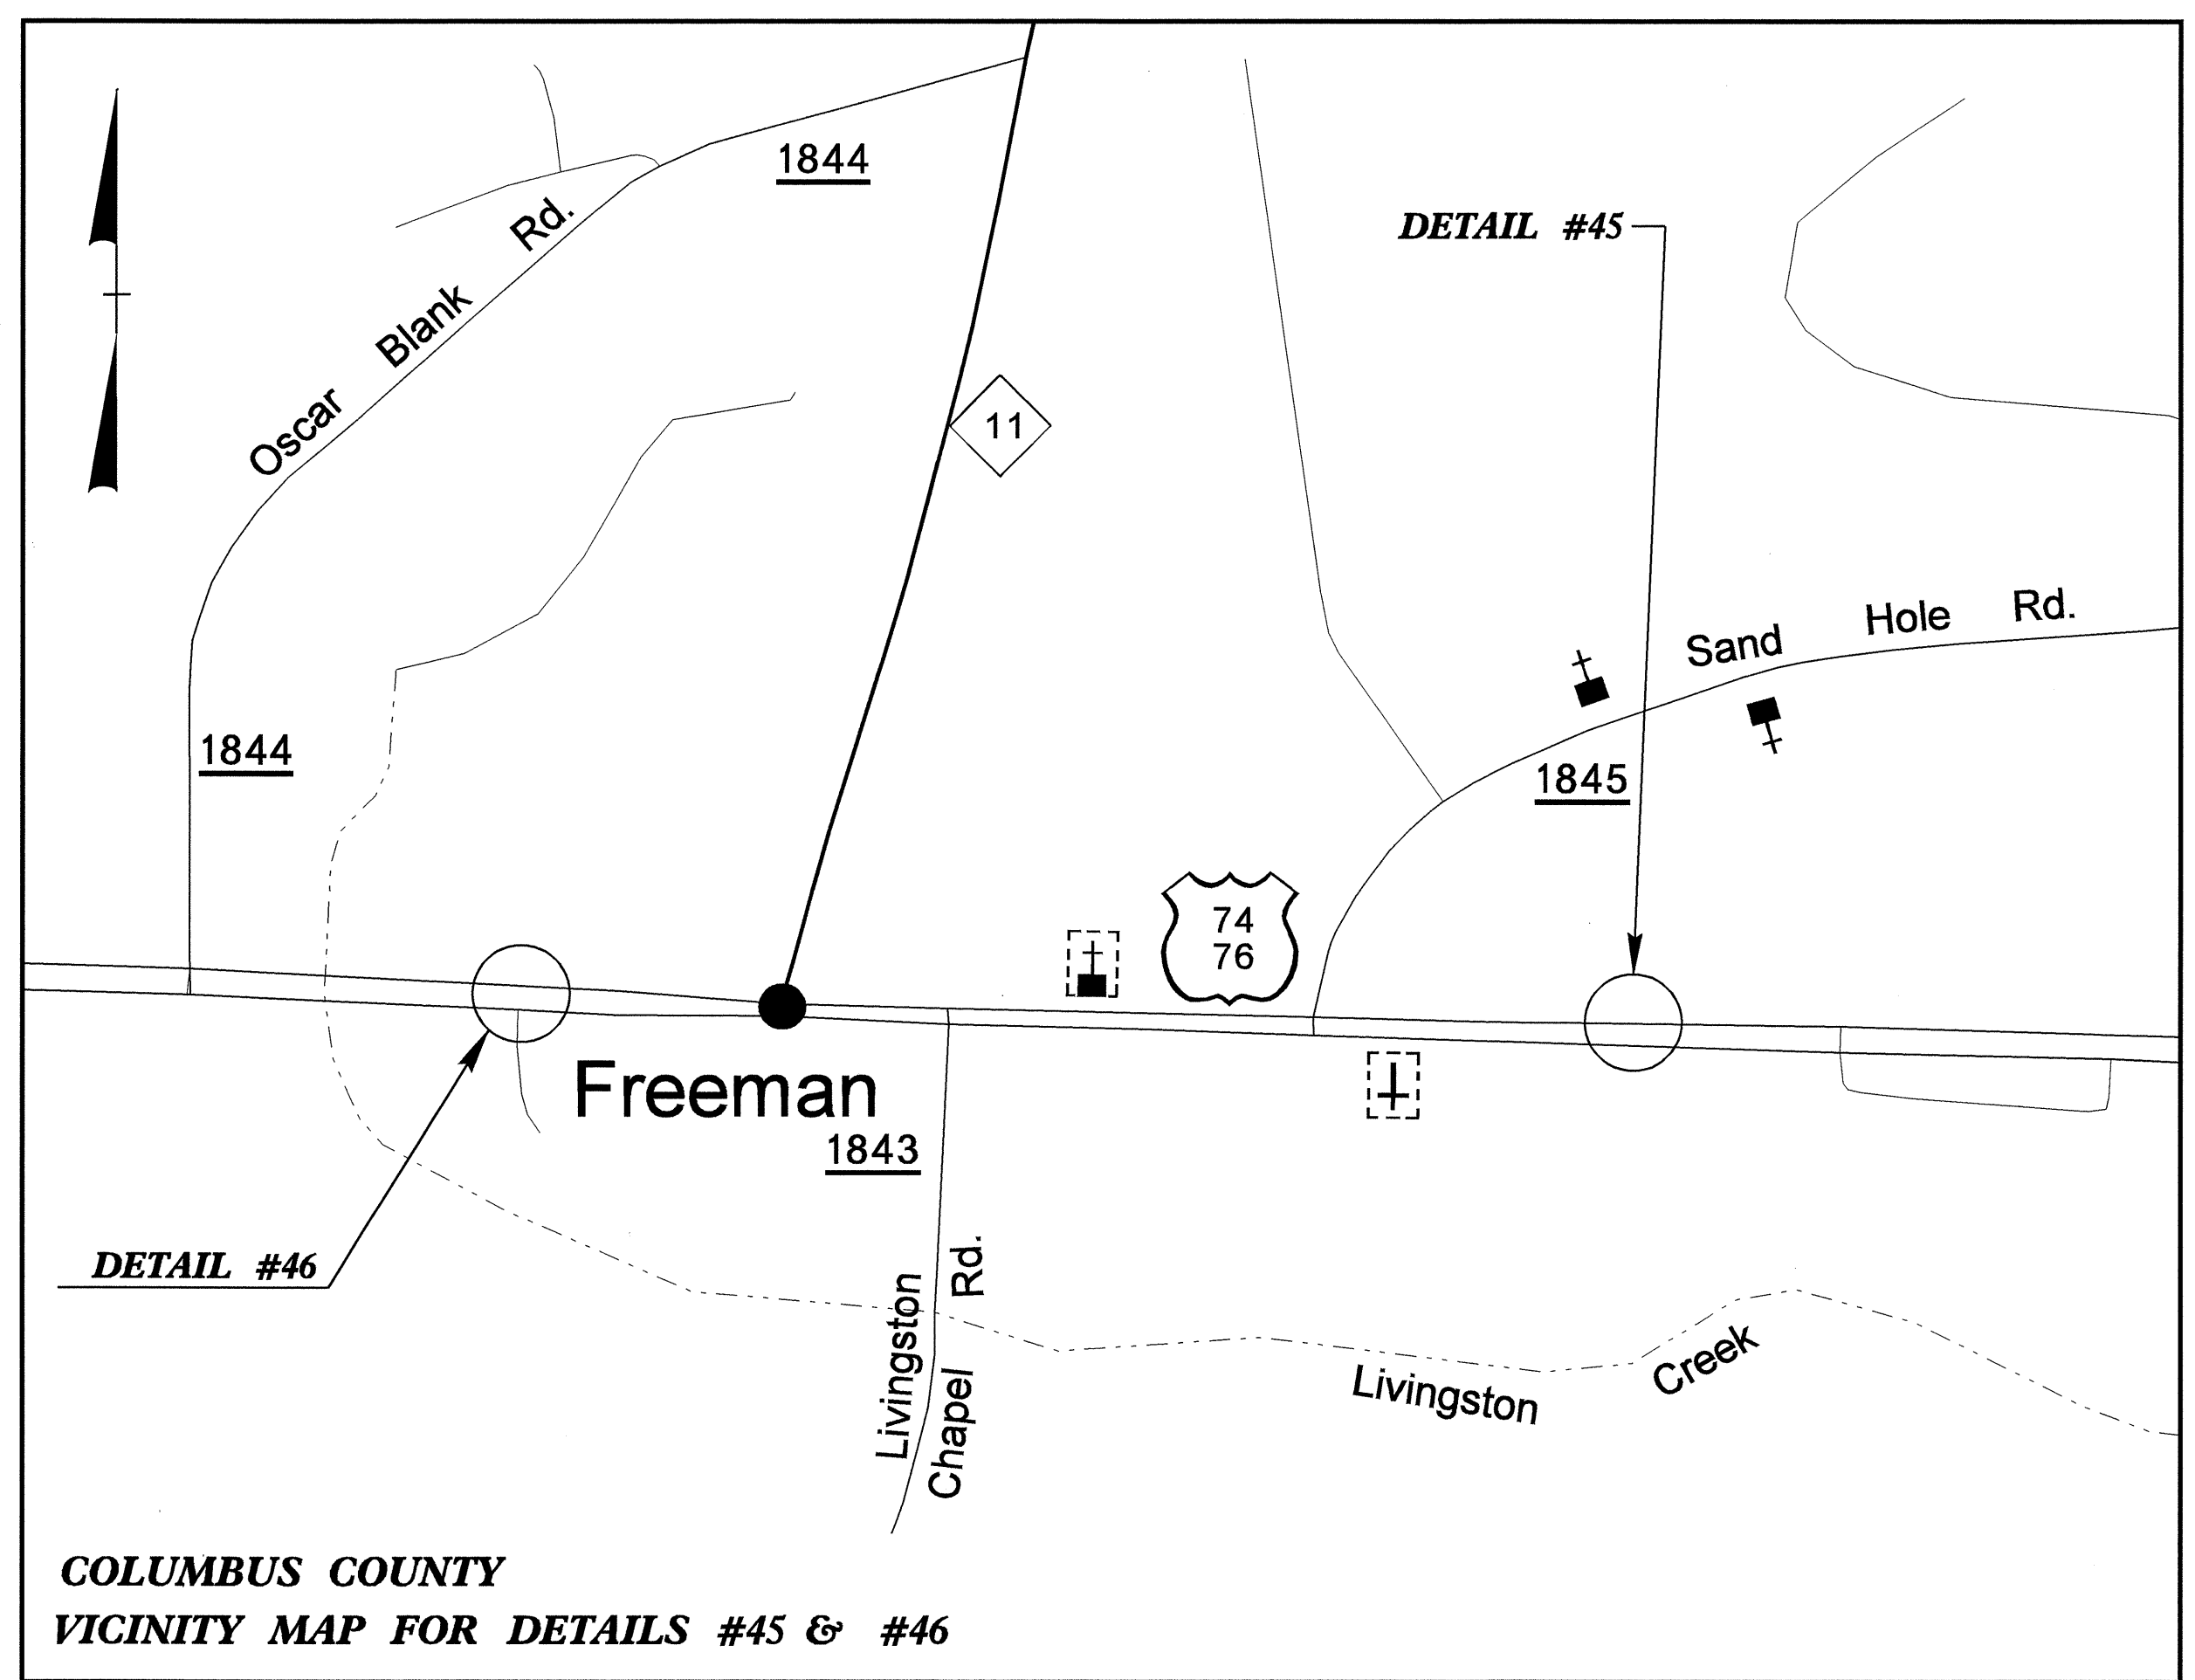 1844
DETAIL #45
Oscar Blank Rd.
11
Sand Hole Rd.
1844
1845
74
76
Freeman
1843
DETAIL #46
Livingston
Chapel Rd.
Livingston Creek
COLUMBUS COUNTY
VICINITY MAP FOR DETAILS #45 & #46